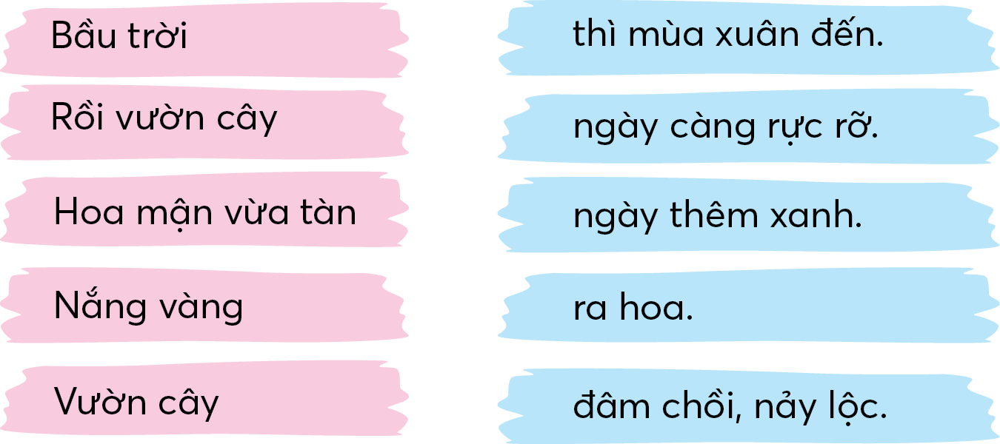 Bầu trời
thì mùa xuân đến.
Rồi vườn cây
ngày càng rực rỡ.
Hoa mận vừa tàn
ngày thêm xanh.
Nắng vàng
ra hoa.
Vườn cây
đâm chồi, nảy lộc.